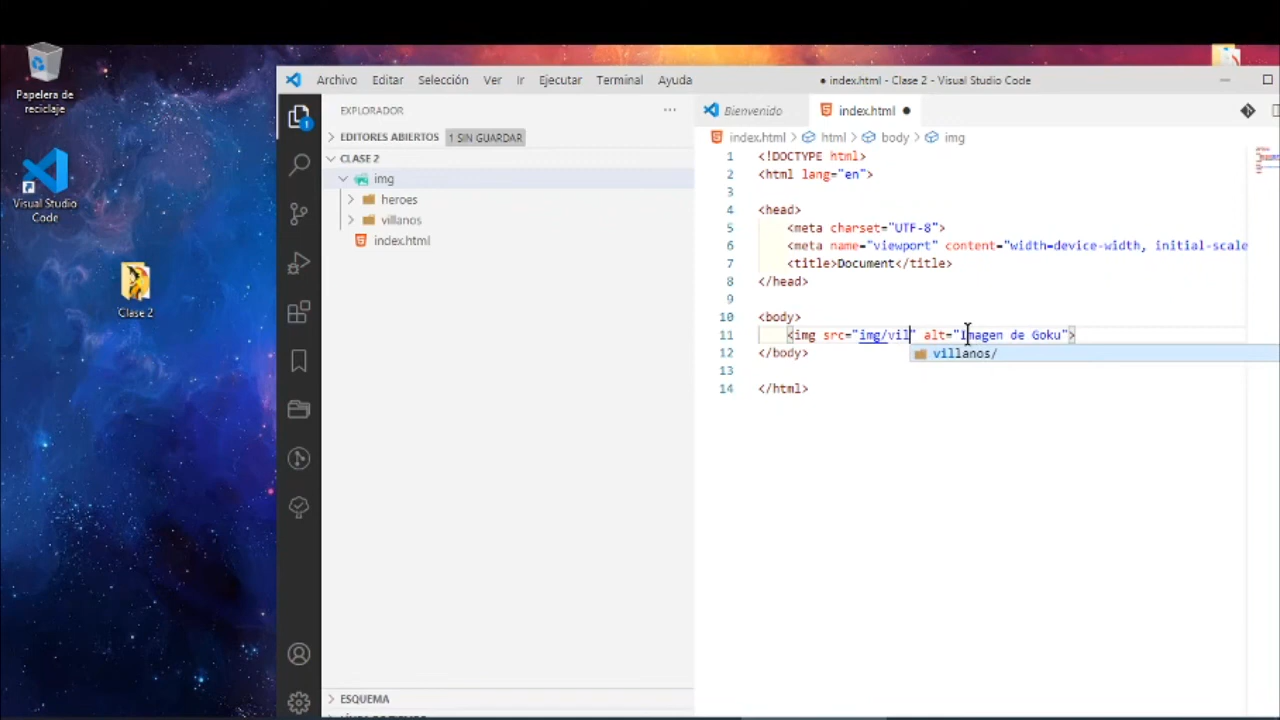 Papelera de
reciclaje
Visual Studio
Code
Clase 2
Archivo Editar Selección Ver Ir Ejecutar Terminal Ayuda
● index.html - Clase 2 - Visual Studio Code
EXPLORADOR
EDITORES ABIERTOS 1 SIN GUARDAR
CLASE 2
img
heroes
villanos
index.html
ESQUEMA
1
Bienvenido
index.html ●
index.html > html > body > img
1 <!DOCTYPE html>
2 <html lang="en">
3
4 <head>
5 <meta charset="UTF-8">
6 <meta name="viewport" content="width=device-width, initial-scale
7 <title>Document</title>
8 </head>
9
10 <body>
11 <img src="img/vil" alt="Imagen de Goku">
villanos/
12 </body>
13
14 </html>